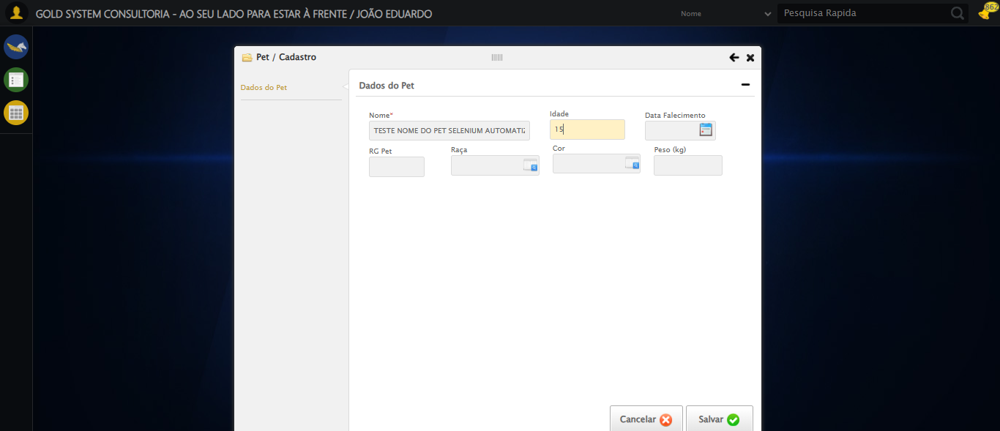 GOLD SYSTEM CONSULTORIA - AO SEU LADO PARA ESTAR À FRENTE / JOÃO EDUARDO
Nome
Pesquisa Rapida
862
Pet / Cadastro
Dados do Pet
Dados do Pet
Nome*
Idade
Data Falecimento
TESTE NOME DO PET SELENIUM AUTOMATIZ
15
RG Pet
Raça
Cor
Peso (kg)
Cancelar
Salvar